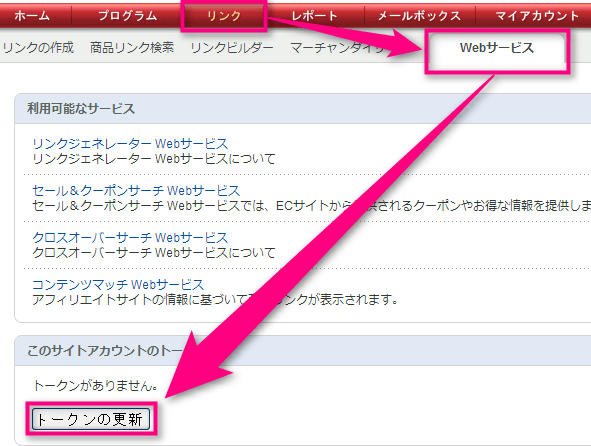 ホーム プログラム リンク レポート メールボックス マイアカウント
リンクの作成 商品リンク検索 リンクビルダー マーチャンダイ Webサービス
利用可能なサービス
リンクジェネレーター Webサービス
リンクジェネレーター Webサービスについて
セール＆クーポンサーチ Webサービス
セール＆クーポンサーチ Webサービスでは、ECサイトから 供されるクーポンやお得な情報を提供しま
クロスオーバーサーチ Webサービス
クロスオーバーサーチ Webサービスについて
コンテンツマッチ Webサービス
アフィリエイトサイトの情報に基づいて リンクが表示されます。
このサイトアカウントのトー
トークンがありません。
トークンの更新